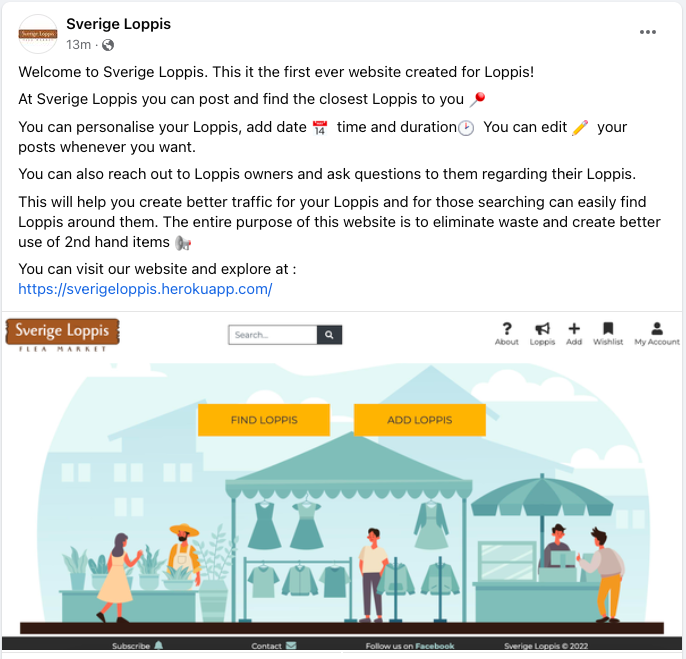 Sverige Loppis
13m ·
Welcome to Sverige Loppis. This it the first ever website created for Loppis!
At Sverige Loppis you can post and find the closest Loppis to you 📍
You can personalise your Loppis, add date 📅 time and duration🕑 You can edit ✏️ your
posts whenever you want.
You can also reach out to Loppis owners and ask questions to them regarding their Loppis.
This will help you create better traffic for your Loppis and for those searching can easily find
Loppis around them. The entire purpose of this website is to eliminate waste and create better
use of 2nd hand items
You can visit our website and explore at :
https://sverigeloppis.herokuapp.com/
Sverige Loppis
FLEA MARKET
Search...
About Loppis Add Wishlist My Account
FIND LOPPIS ADD LOPPIS
Subscribe Contact Follow us on Facebook Sverige Loppis © 2022